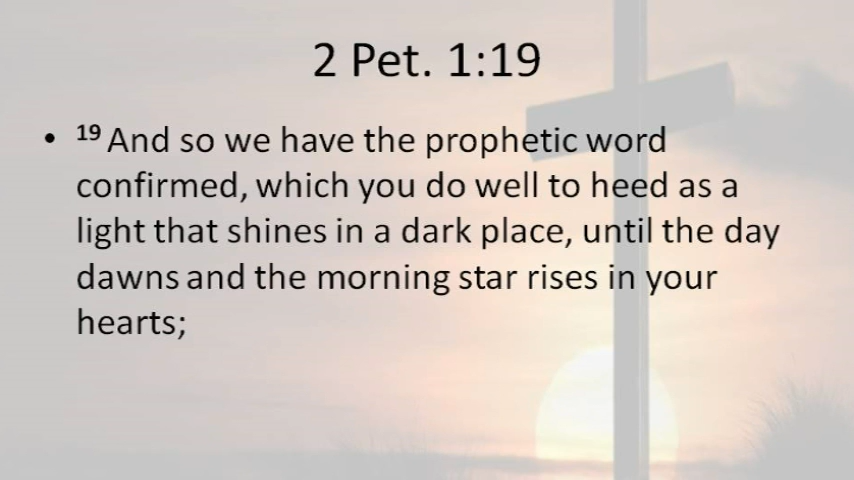 2 Pet. 1:19
• 19 And so we have the prophetic word
confirmed, which you do well to heed as a
light that shines in a dark place, until the day
dawns and the morning star rises in your
hearts;